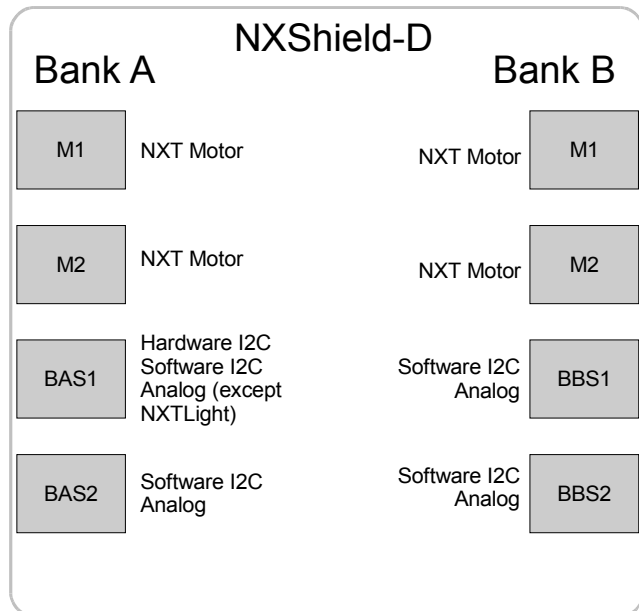 NXShield-D
Bank A
Bank B
M1
NXT Motor
NXT Motor
M1
M2
NXT Motor
NXT Motor
M2
BAS1
Hardware I2C
Software I2C
Analog (except
NXTLight)
Software I2C
Analog
BBS1
BAS2
Software I2C
Analog
Software I2C
Analog
BBS2